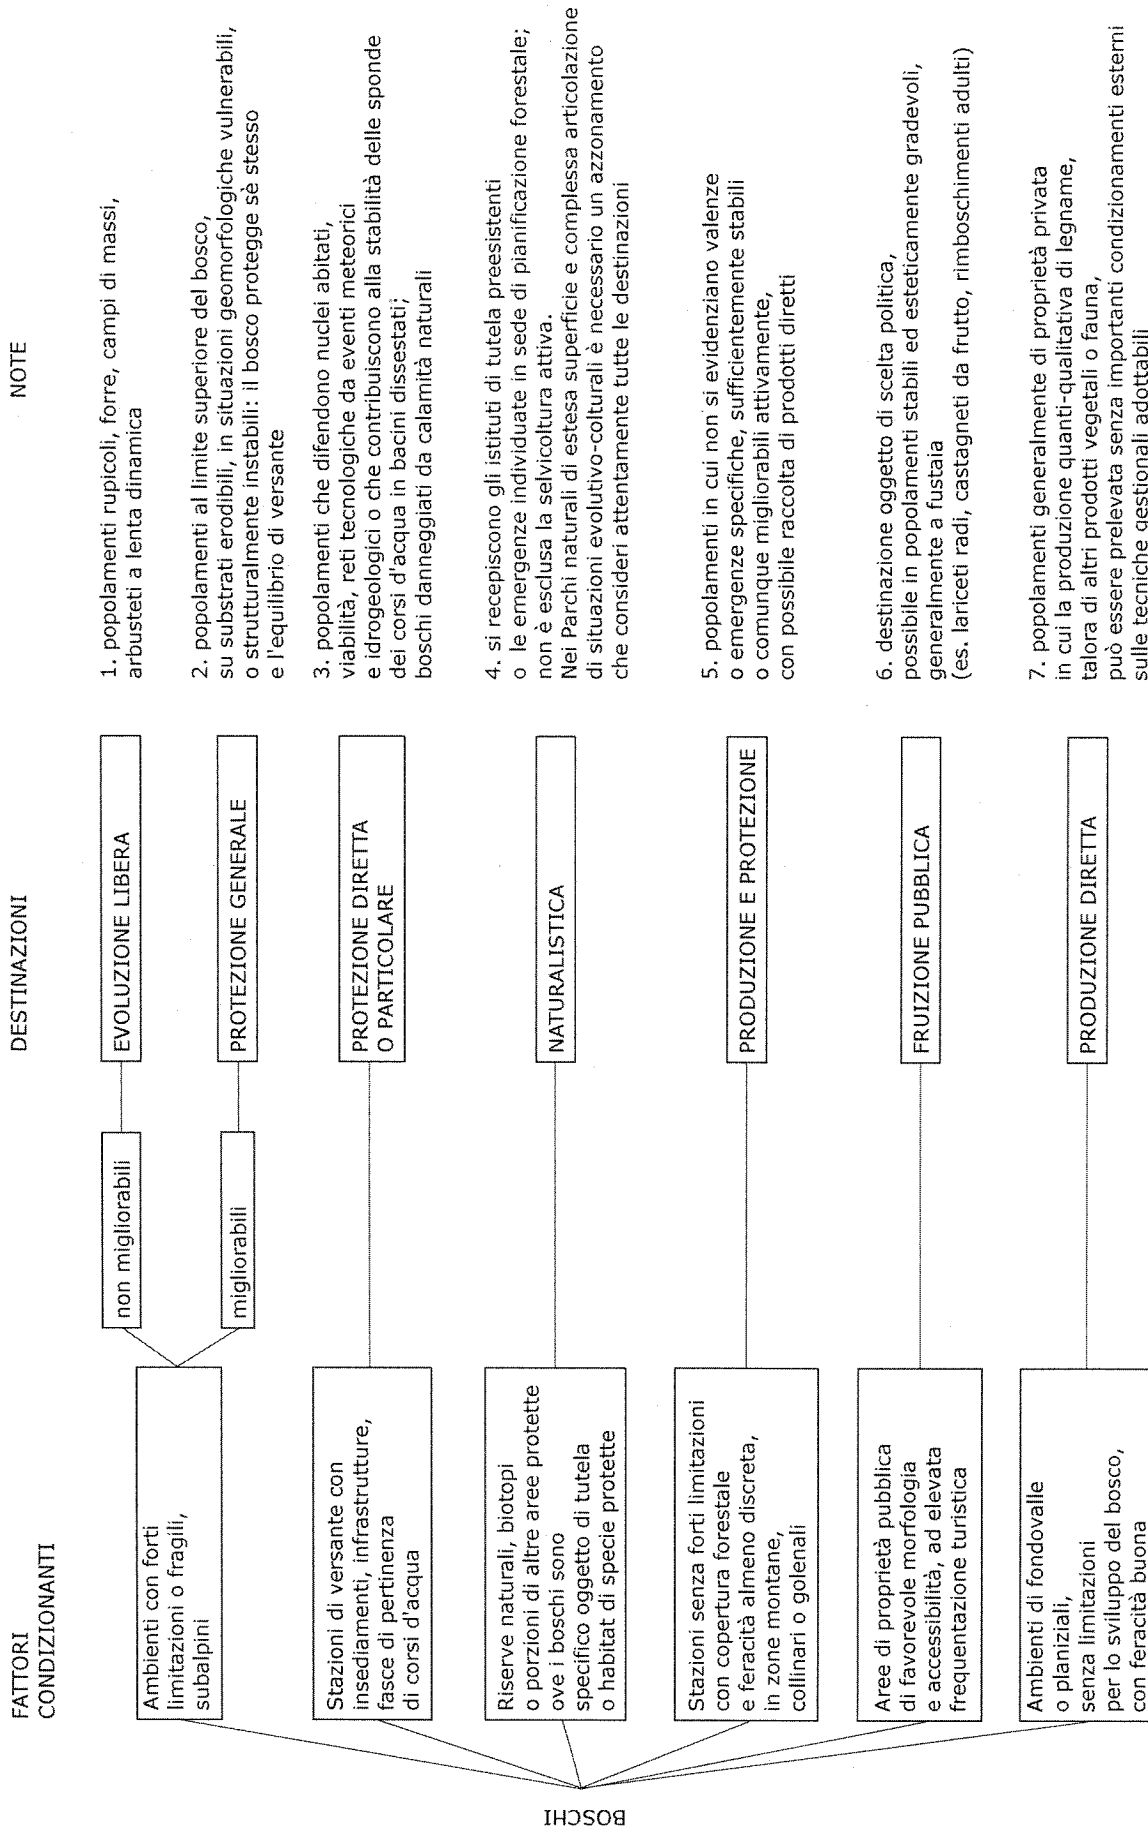 FATTORI
CONDIZIONANTI
DESTINAZIONI
NOTE
BOSCHI
Ambienti con forti
limitazioni o fragili,
subalpini
non migliorabili
EVOLUZIONE LIBERA
1. popolamenti rupicoli, forre, campi di massi,
arbusteti a lenta dinamica
migliorabili
PROTEZIONE GENERALE
2. popolamenti al limite superiore del bosco,
su substrati erodibili, in situazioni geomorfologiche vulnerabili,
o strutturalmente instabili: il bosco protegge sè stesso
e l'equilibrio di versante
Stazioni di versante con
insediamenti, infrastrutture,
fasce di pertinenza
di corsi d'acqua
PROTEZIONE DIRETTA
O PARTICOLARE
3. popolamenti che difendono nuclei abitati,
viabilità, reti tecnologiche da eventi meteorici
e idrogeologici o che contribuiscono alla stabilità delle sponde
dei corsi d'acqua in bacini dissestati;
boschi danneggiati da calamità naturali
Riserve naturali, biotopi
o porzioni di altre aree protette
ove i boschi sono
specifico oggetto di tutela
o habitat di specie protette
NATURALISTICA
4. si recepiscono gli istituti di tutela preesistenti
o le emergenze individuate in sede di pianificazione forestale;
non è esclusa la selvicoltura attiva.
Nei Parchi naturali di estesa superficie e complessa articolazione
di situazioni evolutivo-colturali è necessario un azzonamento
che consideri attentamente tutte le destinazioni
Stazioni senza forti limitazioni
con copertura forestale
e feracità almeno discreta,
in zone montane,
collinari o golenali
PRODUZIONE E PROTEZIONE
5. popolamenti in cui non si evidenziano valenze
o emergenze specifiche, sufficientemente stabili
o comunque migliorabili attivamente,
con possibile raccolta di prodotti diretti
Aree di proprietà pubblica
di favorevole morfologia
e accessibilità, ad elevata
frequentazione turistica
FRUIZIONE PUBBLICA
6. destinazione oggetto di scelta politica,
possibile in popolamenti stabili ed esteticamente gradevoli,
generalmente a fustaia
(es. lariceti radi, castagneti da frutto, rimboschimenti adulti)
Ambienti di fondovalle
o planiziali,
senza limitazioni
per lo sviluppo del bosco,
con feracità buona
PRODUZIONE DIRETTA
7. popolamenti generalmente di proprietà privata
in cui la produzione quanti-qualitativa di legname,
talora di altri prodotti vegetali o fauna,
può essere prelevata senza importanti condizionamenti esterni
sulle tecniche gestionali adottabili